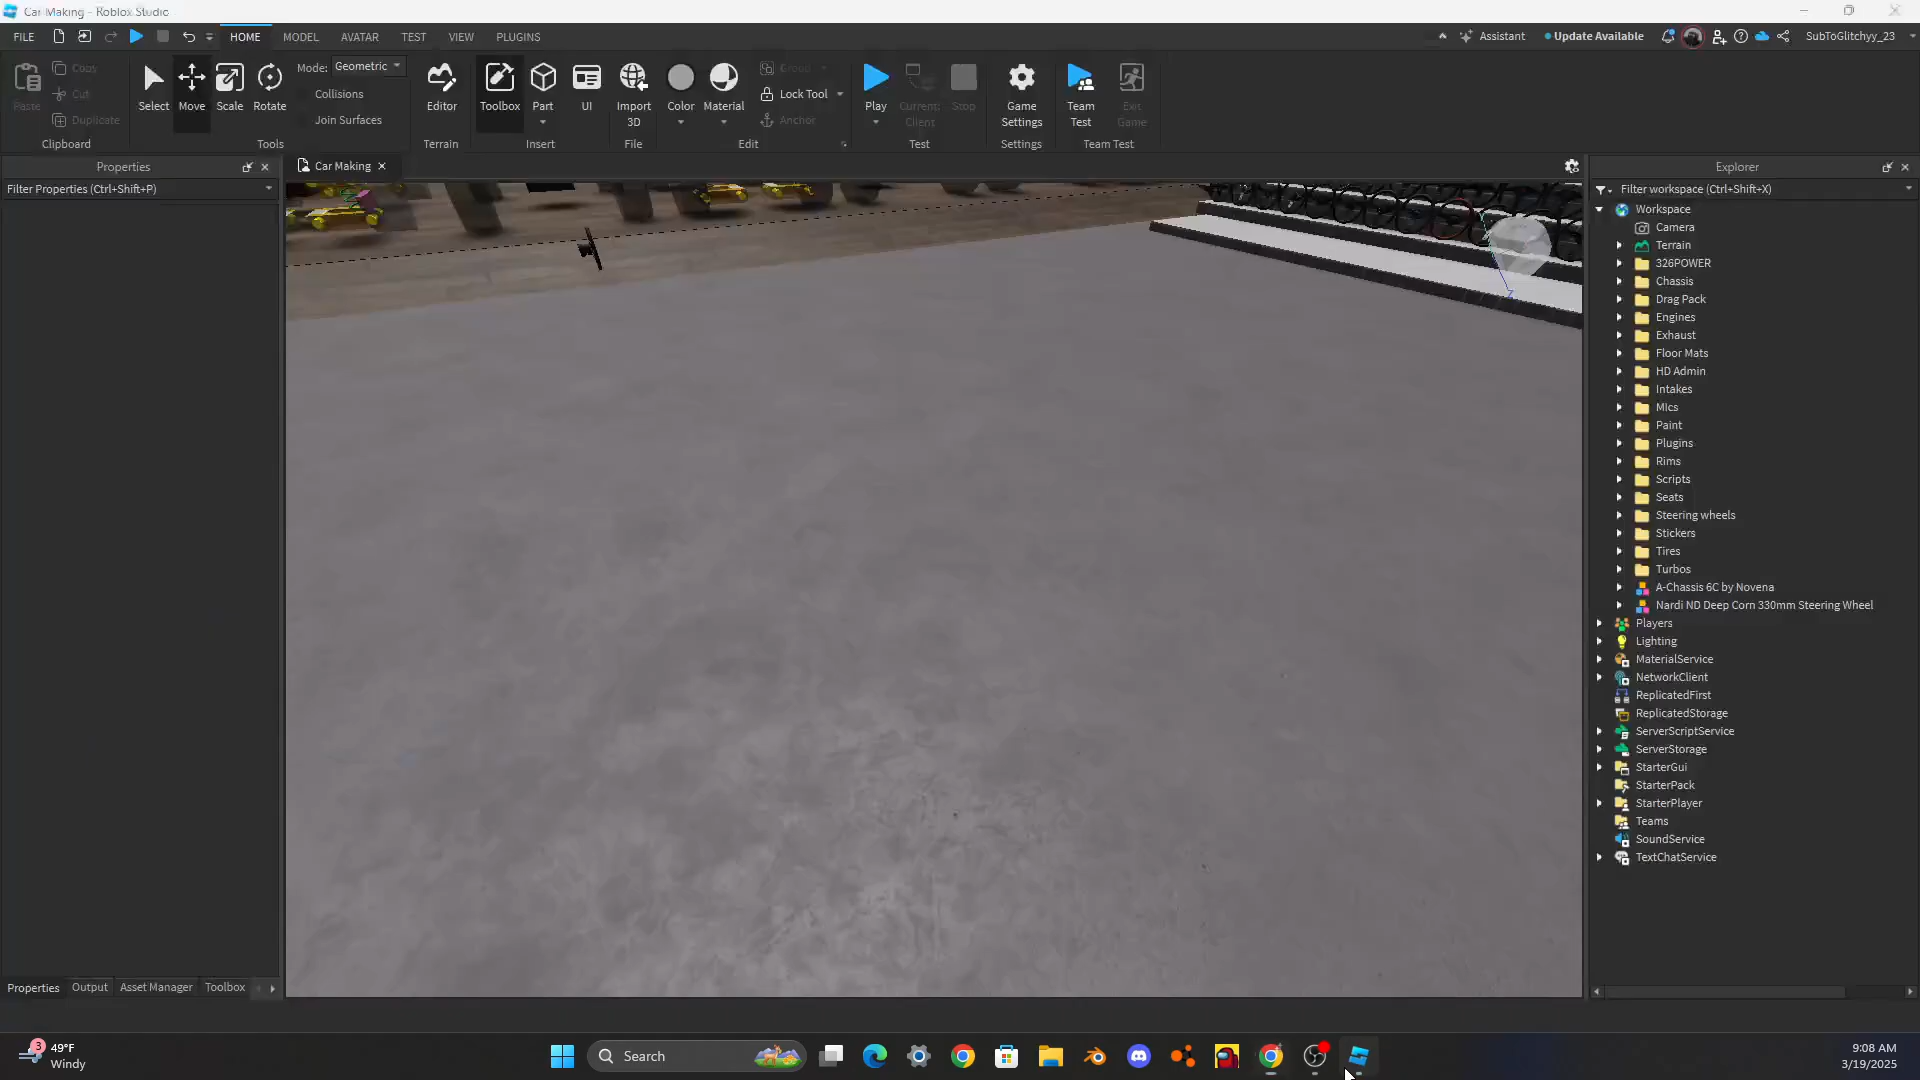 Car Making - Roblox Studio
FILE HOME MODEL AVATAR TEST VIEW PLUGINS Assistant Update Available SubToGlitchyy_23
Paste Copy Cut Duplicate Select Move Scale Rotate Mode: Geometric Collisions Join Surfaces Editor Toolbox Part UI Import 3D Color Material Group Lock Tool Anchor Play Current: Client Stop Game Settings Team Test Exit Game
Clipboard Tools Terrain Insert File Edit Test Settings Team Test
Properties Car Making Explorer
Filter Properties (Ctrl+Shift+P) Filter workspace (Ctrl+Shift+X)
Workspace
Camera
Terrain
326POWER
Chassis
Drag Pack
Engines
Exhaust
Floor Mats
HD Admin
Intakes
MIcs
Paint
Plugins
Rims
Scripts
Seats
Steering wheels
Stickers
Tires
Turbos
A-Chassis 6C by Novena
Nardi ND Deep Corn 330mm Steering Wheel
Players
Lighting
MaterialService
NetworkClient
ReplicatedFirst
ReplicatedStorage
ServerScriptService
ServerStorage
StarterGui
StarterPack
StarterPlayer
Teams
SoundService
TextChatService
Z
Properties Output Asset Manager Toolbox
3 49°F
Windy
Search
9:08 AM
3/19/2025